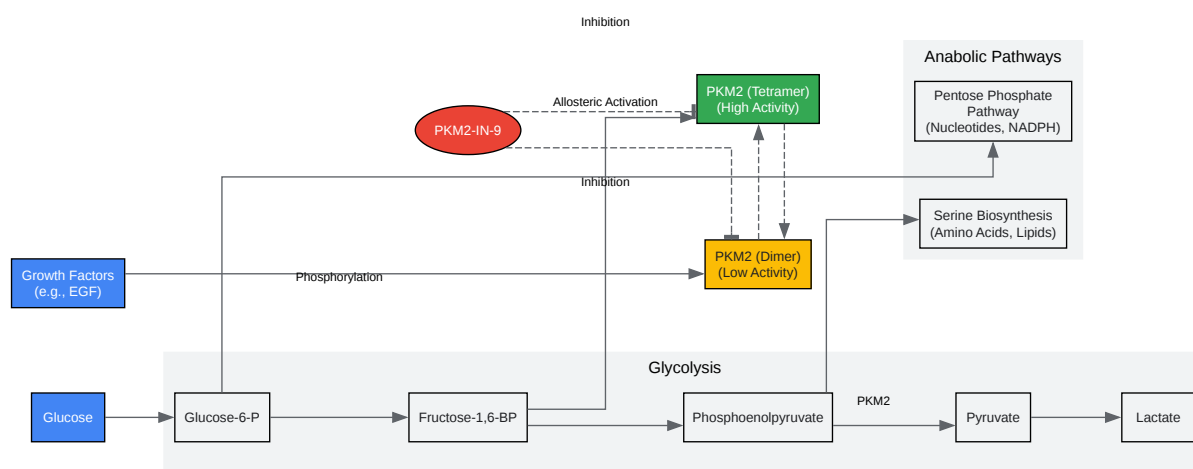 Inhibition
Anabolic Pathways
PKM2 (Tetramer)
(High Activity)
Pentose Phosphate
Pathway
(Nucleotides, NADPH)
Allosteric Activation
PKM2-IN-9
Inhibition
Serine Biosynthesis
(Amino Acids, Lipids)
PKM2 (Dimer)
(Low Activity)
Growth Factors
(e.g., EGF)
Phosphorylation
Glycolysis
PKM2
Glucose
Glucose-6-P
Fructose-1,6-BP
Phosphoenolpyruvate
Pyruvate
Lactate